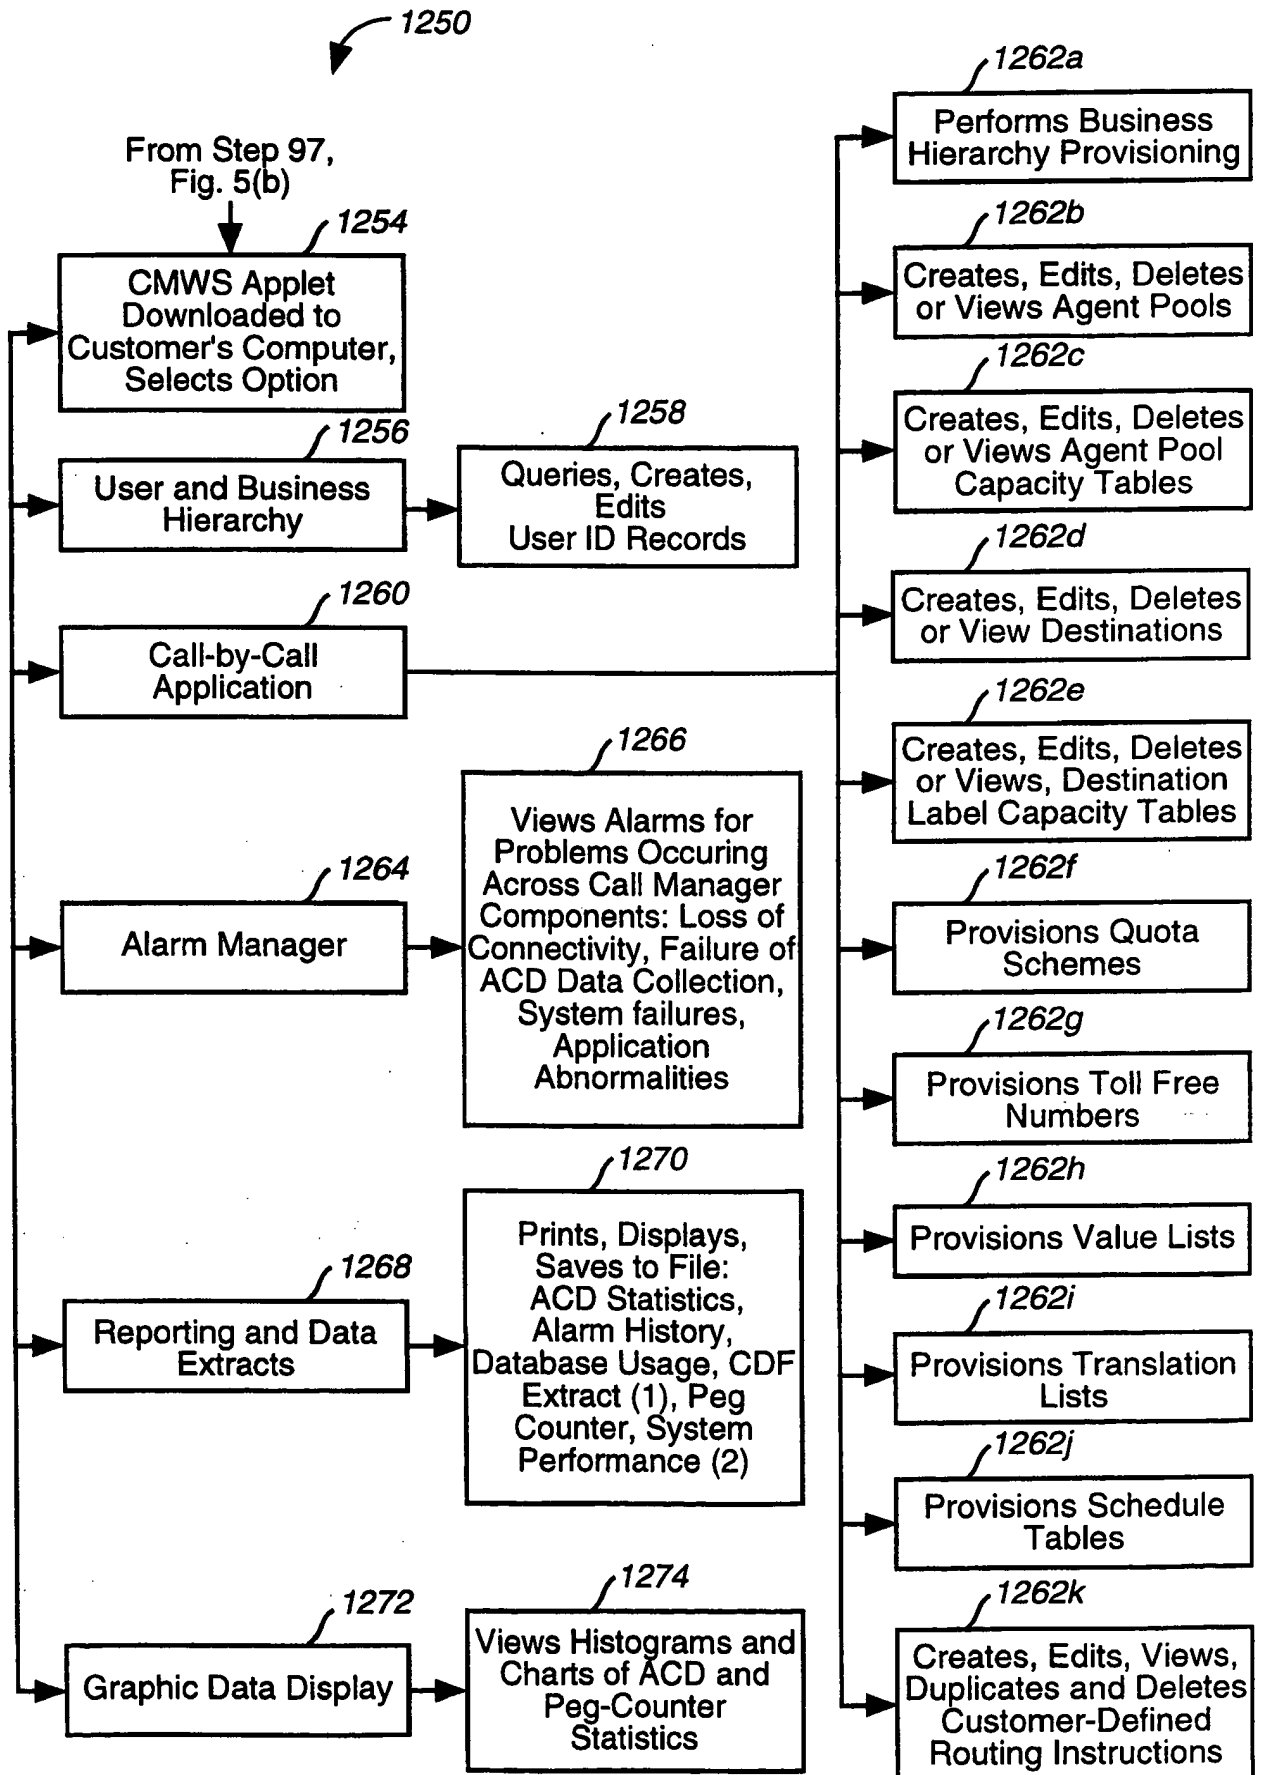 1250
From Step 97,
Fig. 5(b)
1254
CMWS Applet
Downloaded to
Customer's Computer,
Selects Option
1256
User and Business
Hierarchy
1258
Queries, Creates,
Edits
User ID Records
1260
Call-by-Call
Application
1264
Alarm Manager
1266
Views Alarms for
Problems Occuring
Across Call Manager
Components: Loss of
Connectivity, Failure of
ACD Data Collection,
System failures,
Application
Abnormalities
1268
Reporting and Data
Extracts
1270
Prints, Displays,
Saves to File:
ACD Statistics,
Alarm History,
Database Usage, CDF
Extract (1), Peg
Counter, System
Performance (2)
1272
Graphic Data Display
1274
Views Histograms and
Charts of ACD and
Peg-Counter
Statistics
1262a
Performs Business
Hierarchy Provisioning
1262b
Creates, Edits, Deletes
or Views Agent Pools
1262c
Creates, Edits, Deletes
or Views Agent Pool
Capacity Tables
1262d
Creates, Edits, Deletes
or View Destinations
1262e
Creates, Edits, Deletes
or Views, Destination
Label Capacity Tables
1262f
Provisions Quota
Schemes
1262g
Provisions Toll Free
Numbers
1262h
Provisions Value Lists
1262i
Provisions Translation
Lists
1262j
Provisions Schedule
Tables
1262k
Creates, Edits, Views,
Duplicates and Deletes
Customer-Defined
Routing Instructions